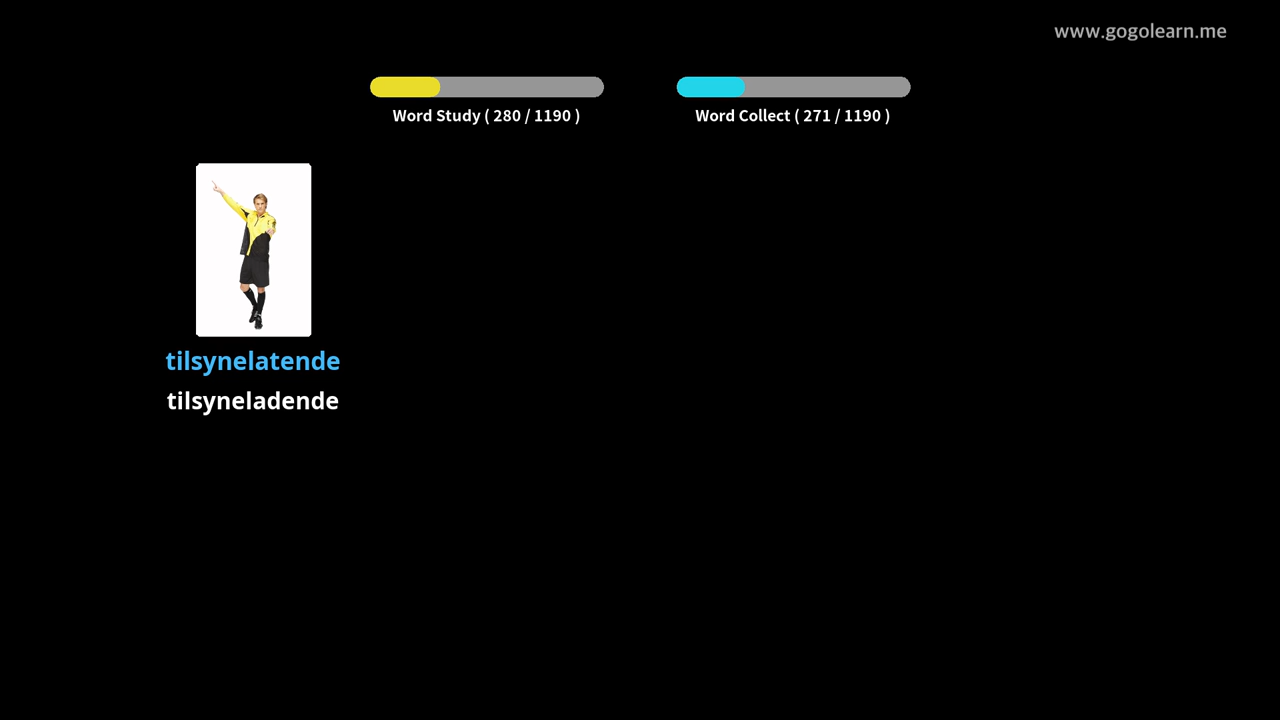 www.gogolearn.me
Word Study ( 280 / 1190 )
Word Collect ( 271 / 1190 )
tilsynelatende
tilsyneladende